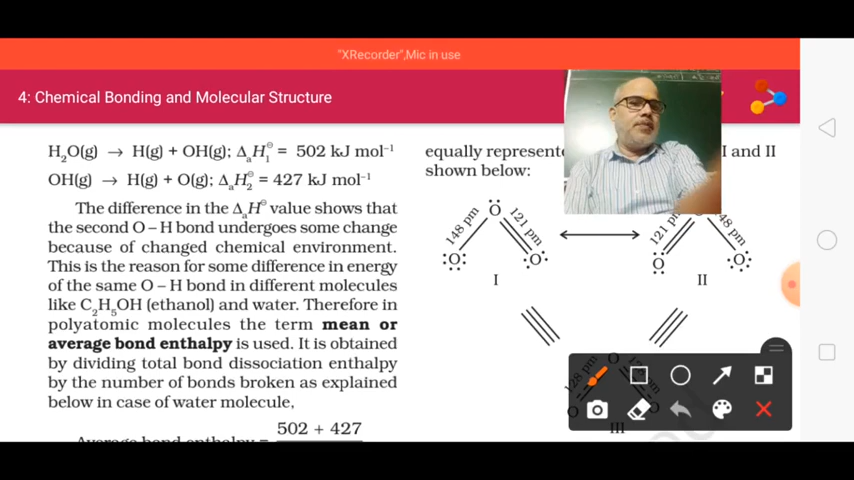 "XRecorder",Mic in use
4: Chemical Bonding and Molecular Structure
H₂O(g) → H(g) + OH(g); ΔₐH₁⊖ = 502 kJ mol⁻¹
OH(g) → H(g) + O(g); ΔₐH₂⊖ = 427 kJ mol⁻¹
The difference in the ΔₐH⊖ value shows that
the second O – H bond undergoes some change
because of changed chemical environment.
This is the reason for some difference in energy
of the same O – H bond in different molecules
like C₂H₅OH (ethanol) and water. Therefore in
polyatomic molecules the term mean or
average bond enthalpy is used. It is obtained
by dividing total bond dissociation enthalpy
by the number of bonds broken as explained
below in case of water molecule,
502 + 427
Average bond enthalpy =
equally represente
I and II
shown below:
O
148 pm
121 pm
O
O
I
121 pm
48 pm
O
O
II
O
128 pm
O
O
III